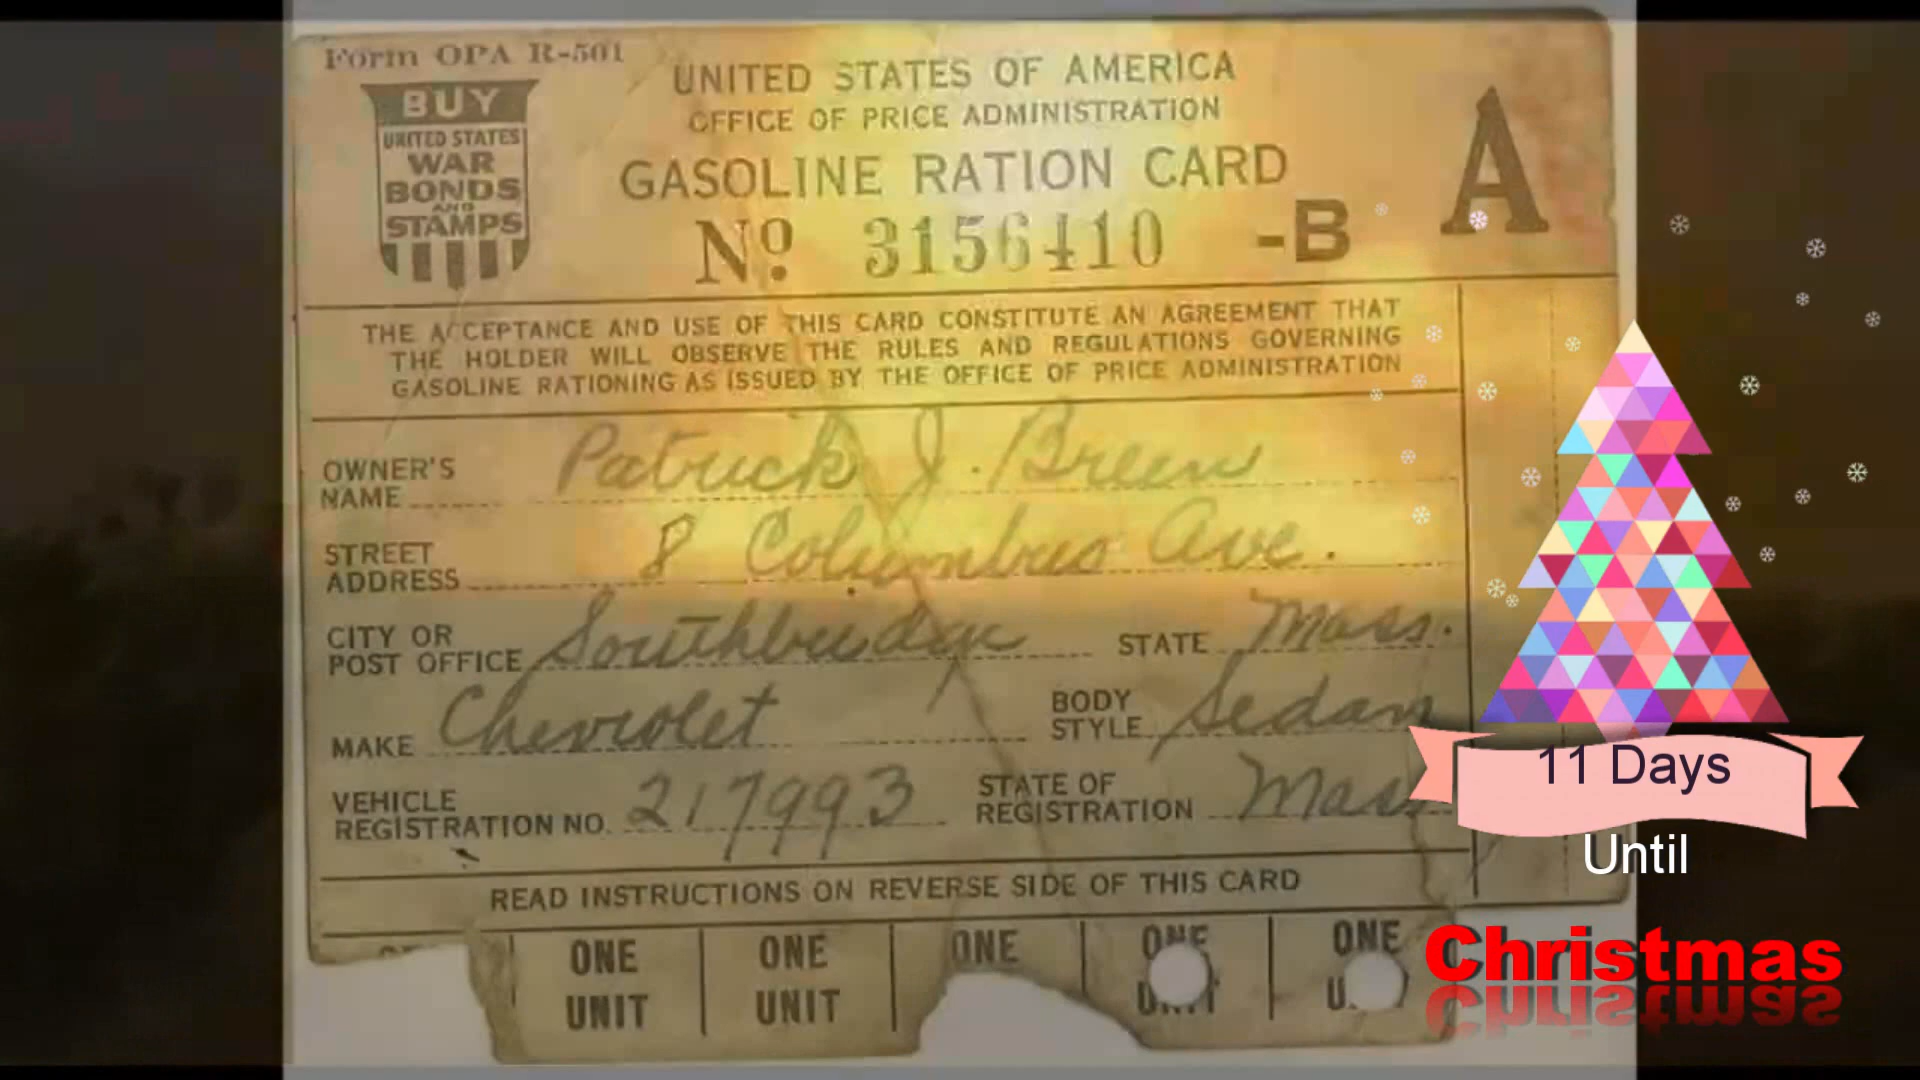 Form OPA R-501
BUY
UNITED STATES
WAR
BONDS
AND
STAMPS
UNITED STATES OF AMERICA
OFFICE OF PRICE ADMINISTRATION
GASOLINE RATION CARD
A
Nº 3156410 -B
THE ACCEPTANCE AND USE OF THIS CARD CONSTITUTE AN AGREEMENT THAT
THE HOLDER WILL OBSERVE THE RULES AND REGULATIONS GOVERNING
GASOLINE RATIONING AS ISSUED BY THE OFFICE OF PRICE ADMINISTRATION
OWNER'S
NAME Patrick J. Breen
STREET
ADDRESS 8 Columbus Ave.
CITY OR
POST OFFICE Southbridge STATE Mass.
MAKE Chevrolet BODY
STYLE Sedan
VEHICLE
REGISTRATION NO. 217993 STATE OF
REGISTRATION Mass
READ INSTRUCTIONS ON REVERSE SIDE OF THIS CARD
ONE ONE ONE ONE ONE
UNIT UNIT
11 Days
Until
Christmas